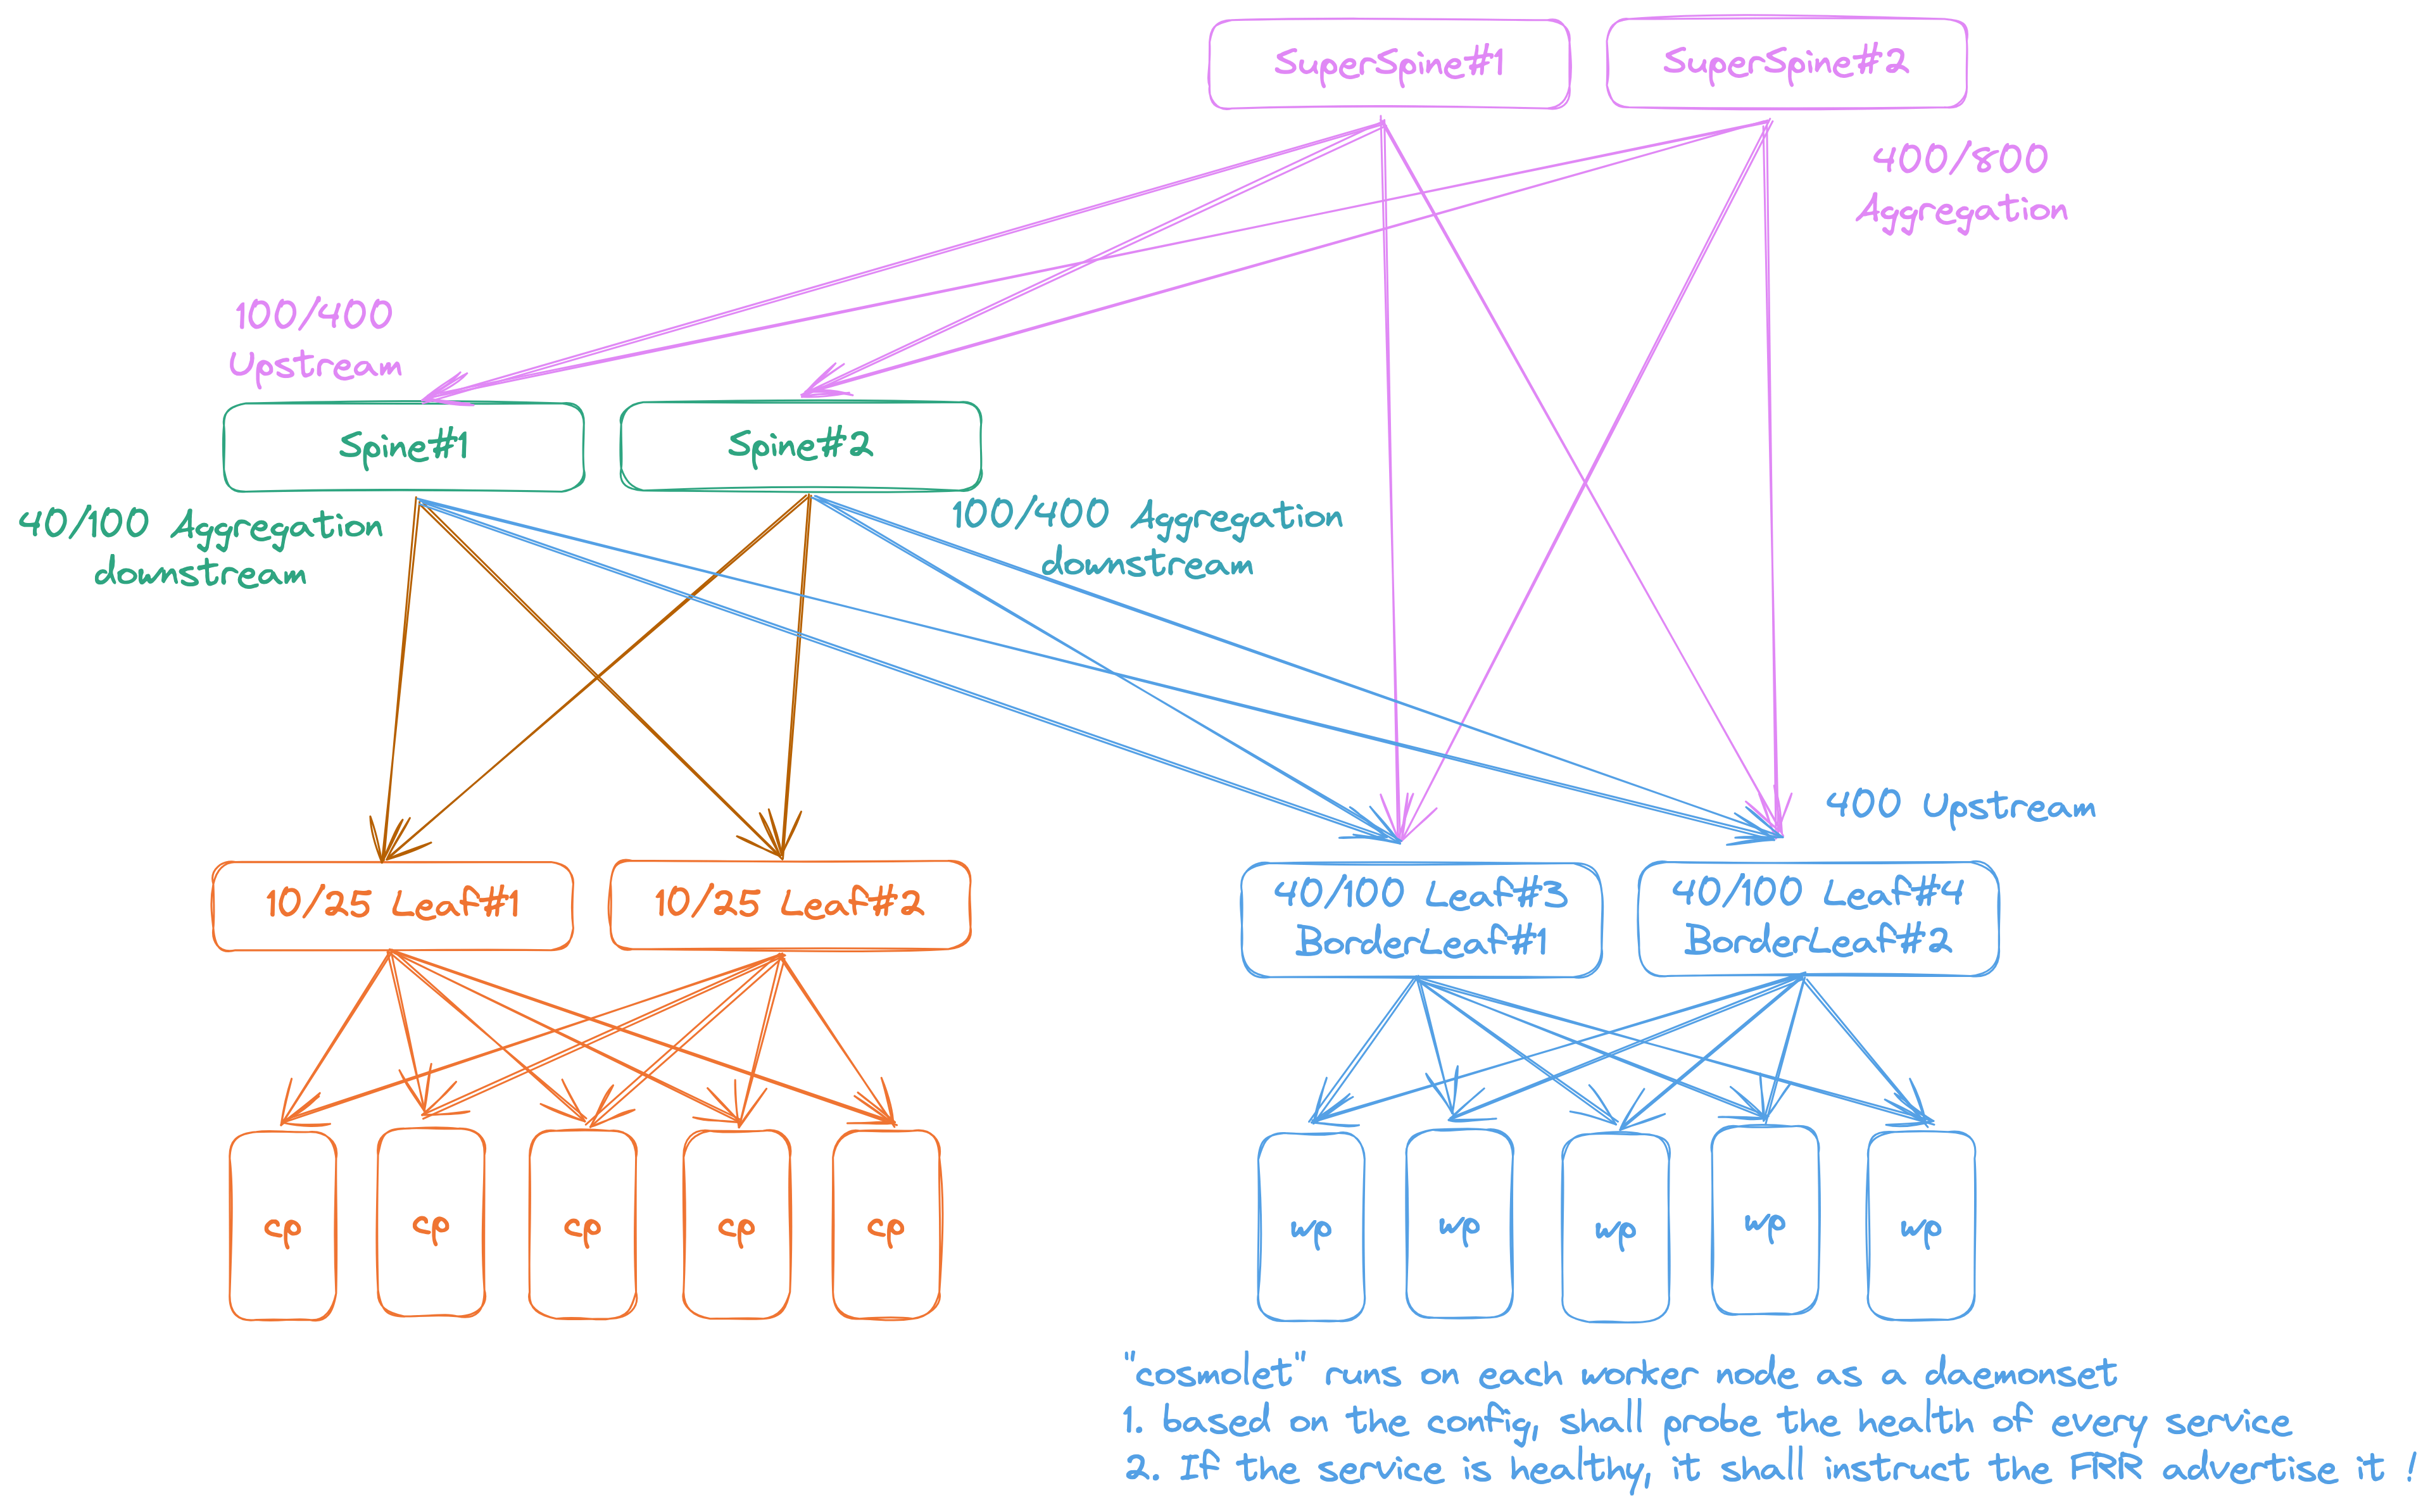 SuperSpine#1
SuperSpine#2
400/800
Aggregation
100/400
Upstream
Spine#1
Spine#2
40/100 Aggregation
downstream
100/400 Aggregation
downstream
400 Upstream
10/25 Leaf#1
10/25 Leaf#2
40/100 Leaf#3
BorderLeaf#1
40/100 Leaf#4
BorderLeaf#2
cp
cp
cp
cp
cp
wp
wp
wp
wp
wp
"cosmolet" runs on each worker node as a daemonset
1. based on the config, shall probe the health of every service
2. If the service is healthy, it shall instruct the FRR advertise it !